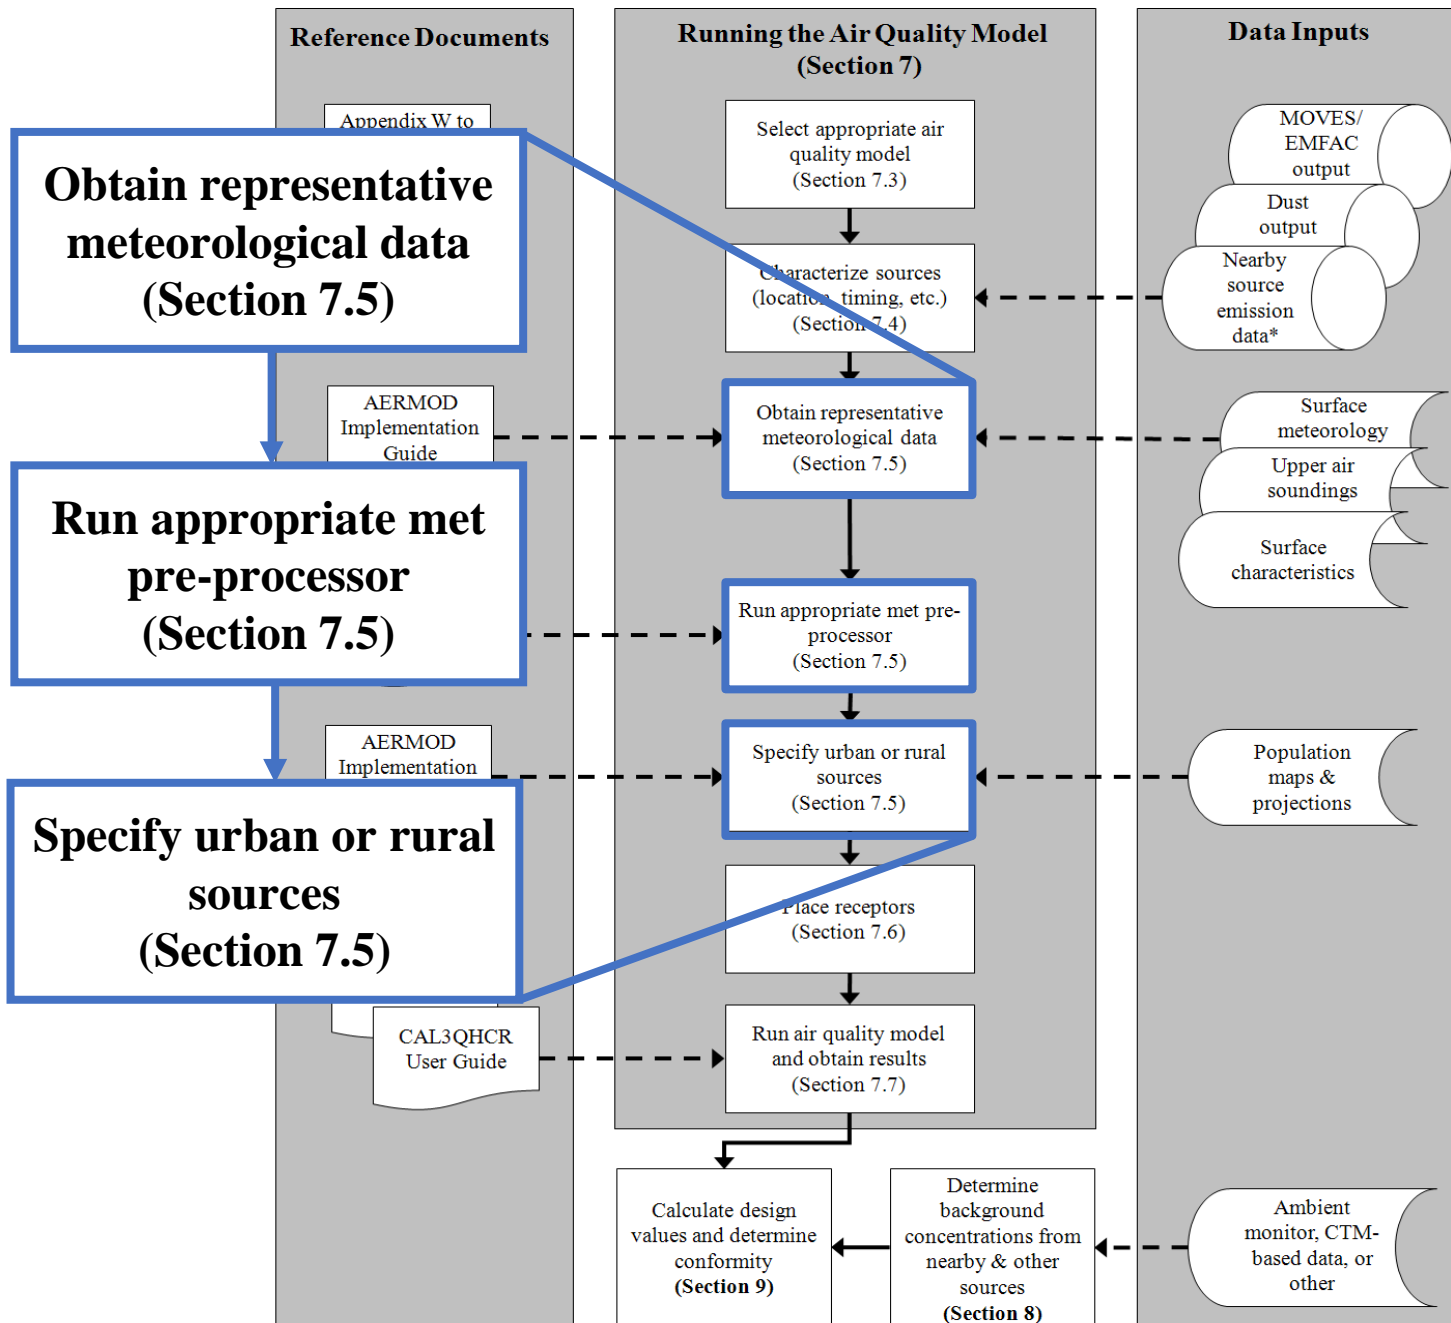 Reference Documents
Appendix W to
Obtain representative
meteorological data
(Section 7.5)
AERMOD
Implementation
Guide
Run appropriate met
pre-processor
(Section 7.5)
AERMOD
Implementation
Specify urban or rural
sources
(Section 7.5)
CAL3QHCR
User Guide
Running the Air Quality Model
(Section 7)
Select appropriate air
quality model
(Section 7.3)
Characterize sources
(location, timing, etc.)
(Section 7.4)
Obtain representative
meteorological data
(Section 7.5)
Run appropriate met pre-
processor
(Section 7.5)
Specify urban or rural
sources
(Section 7.5)
Place receptors
(Section 7.6)
Run air quality model
and obtain results
(Section 7.7)
Calculate design
values and determine
conformity
(Section 9)
Determine
background
concentrations from
nearby & other
sources
(Section 8)
Data Inputs
MOVES/
EMFAC
output
Dust
output
Nearby
source
emission
data*
Surface
meteorology
Upper air
soundings
Surface
characteristics
Population
maps &
projections
Ambient
monitor, CTM-
based data, or
other